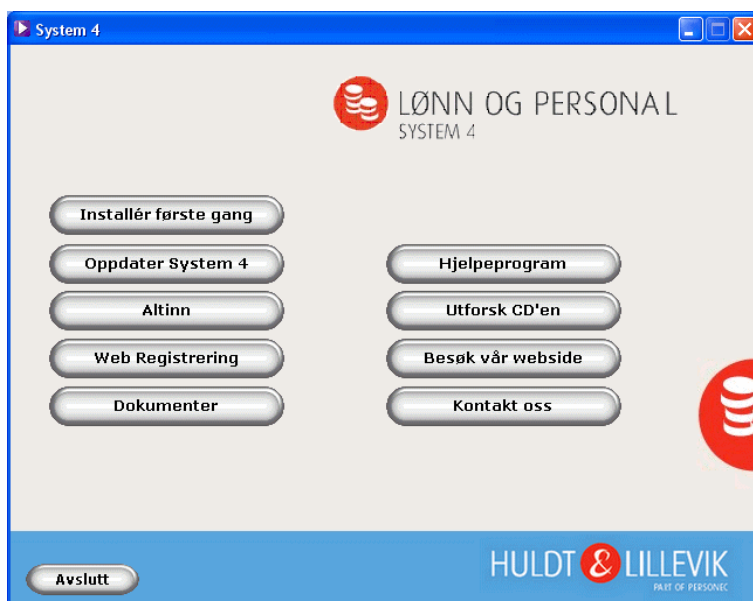 System 4
LØNN OG PERSONAL
SYSTEM 4
Installér første gang
Oppdater System 4
Altinn
Web Registrering
Dokumenter
Hjelpeprogram
Utforsk CD'en
Besøk vår webside
Kontakt oss
Avslutt
HULDT & LILLEVIK
PART OF PERSONEC